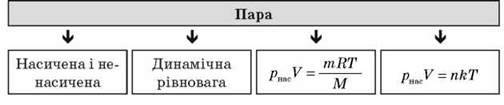 Пара
Насичена і не-
насичена
Динамічна
рівновага
pнасV = mRT/M
pнасV = nkT